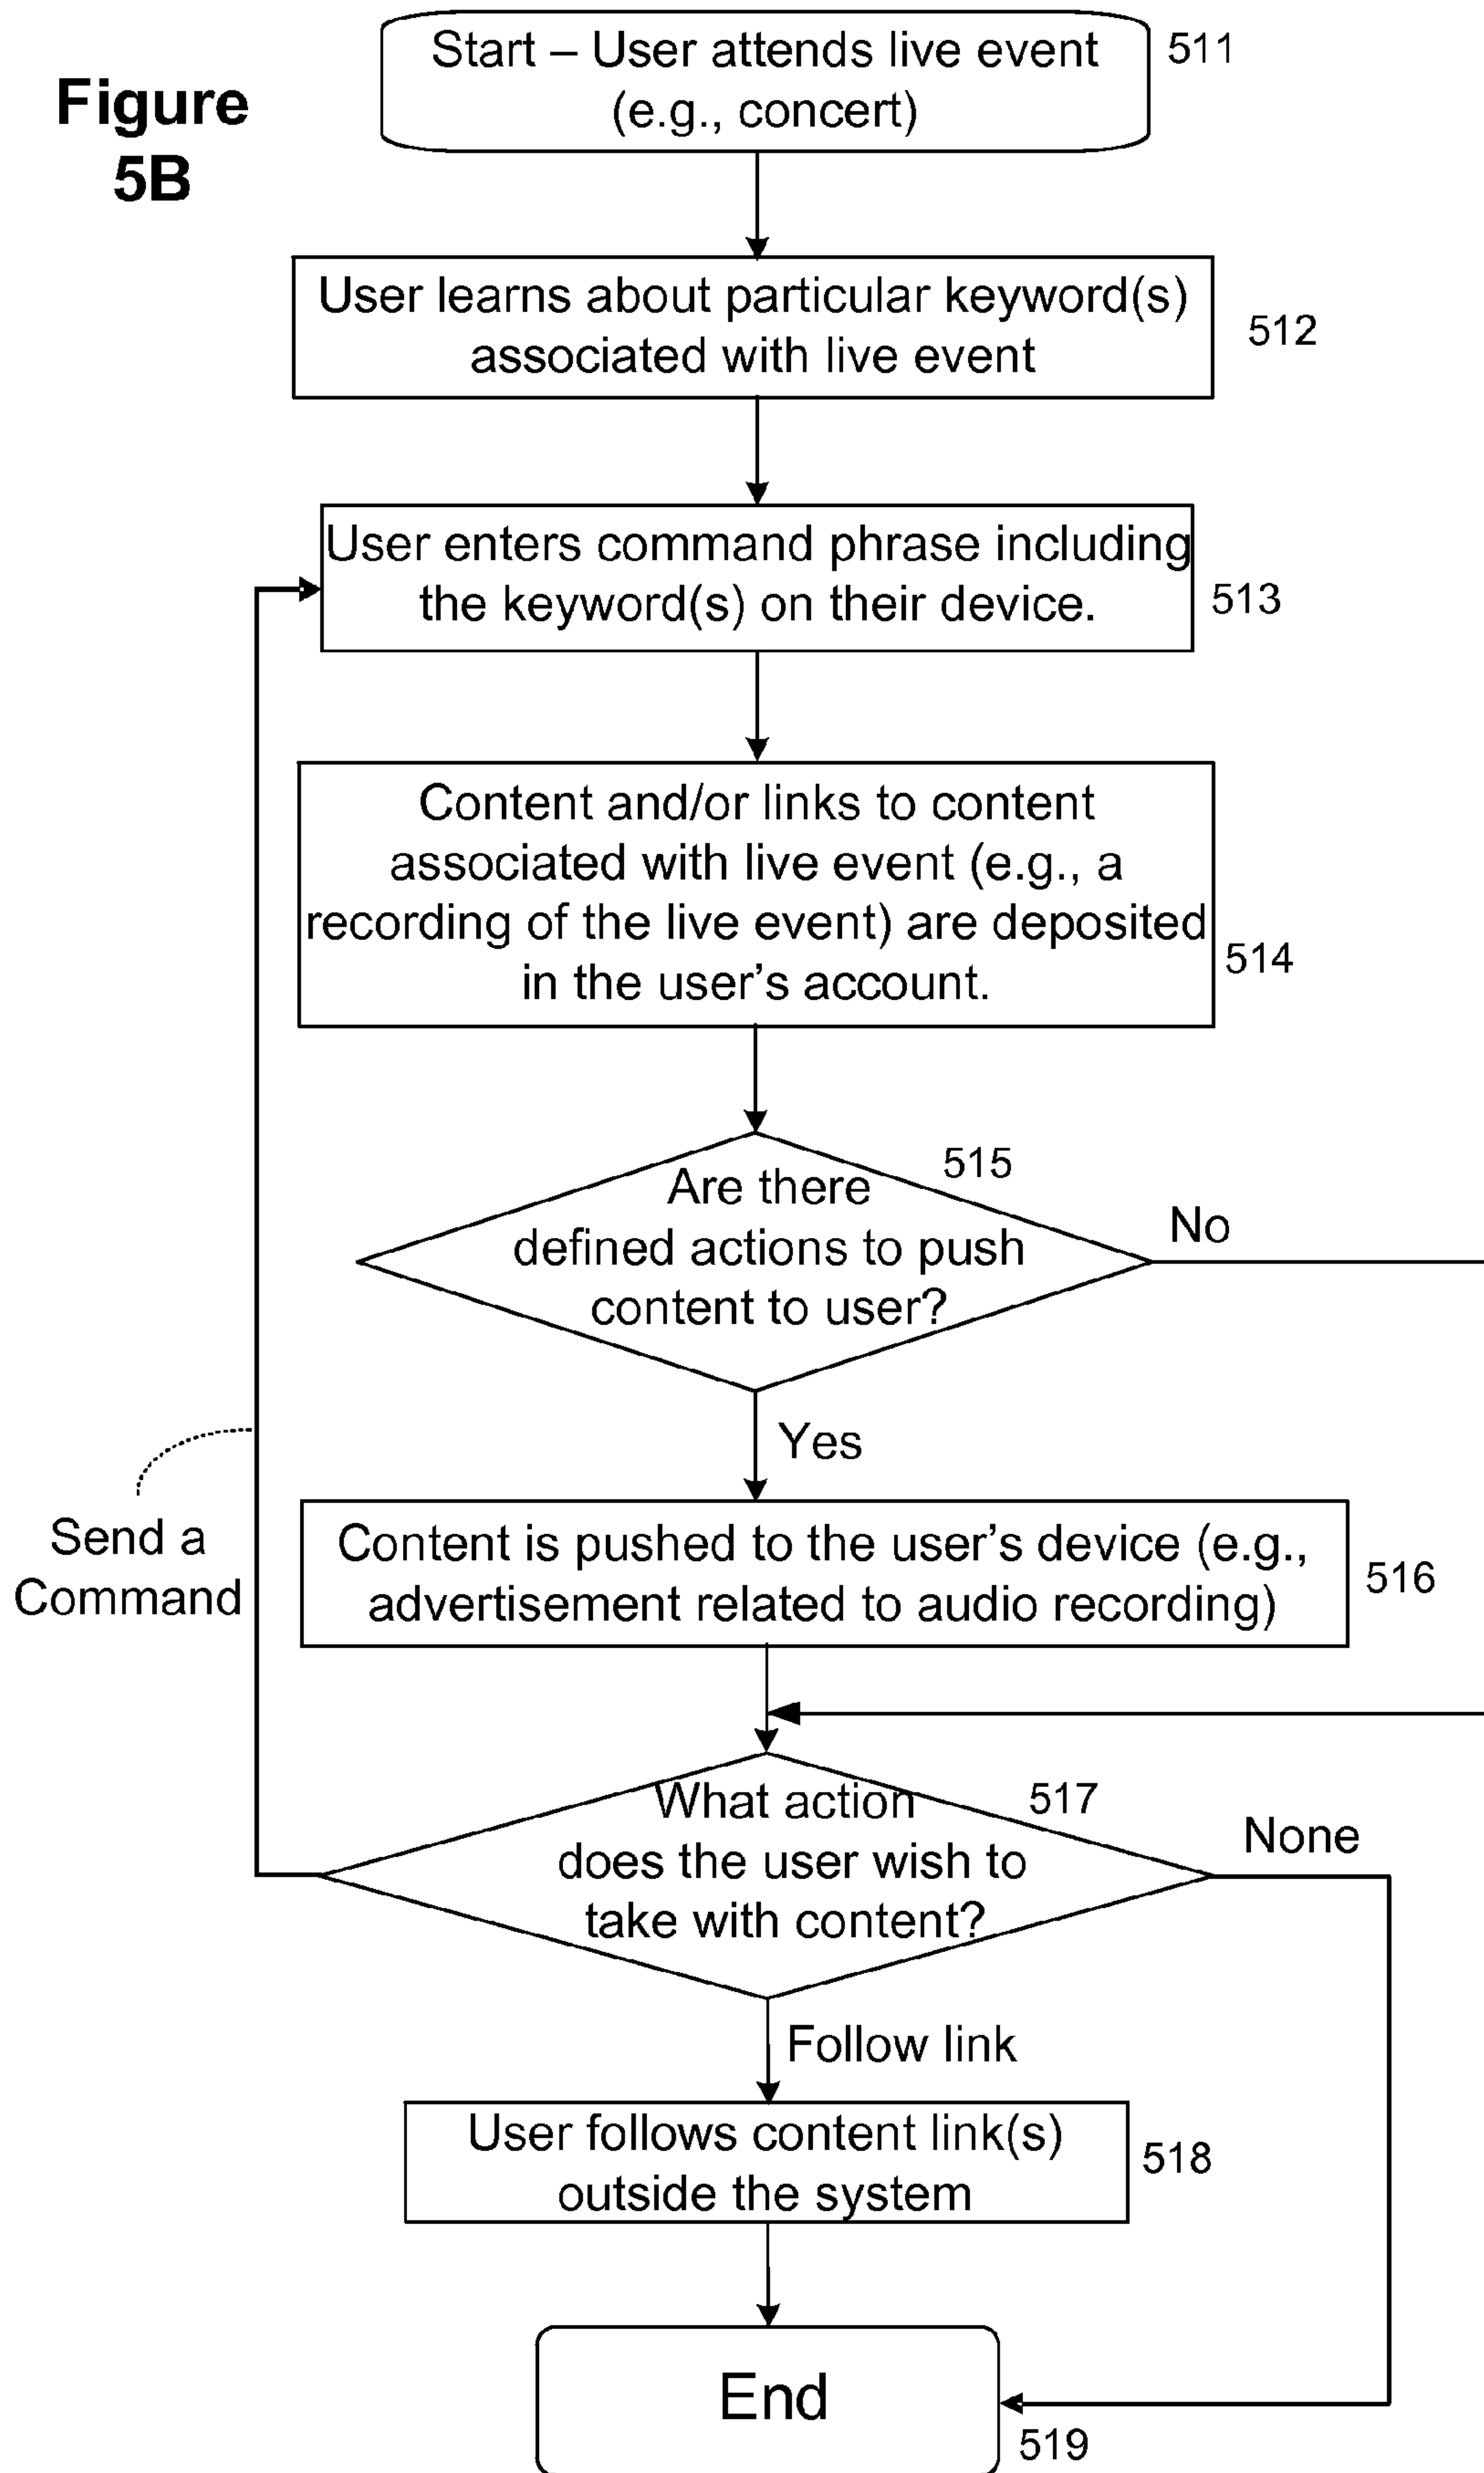 Figure
5B
Start – User attends live event
(e.g., concert)
511
User learns about particular keyword(s)
associated with live event
512
User enters command phrase including
the keyword(s) on their device.
513
Content and/or links to content
associated with live event (e.g., a
recording of the live event) are deposited
in the user's account.
514
Are there
defined actions to push
content to user?
515
No
Yes
Send a
Command
Content is pushed to the user's device (e.g.,
advertisement related to audio recording)
516
What action
does the user wish to
take with content?
517
None
Follow link
User follows content link(s)
outside the system
518
End
519